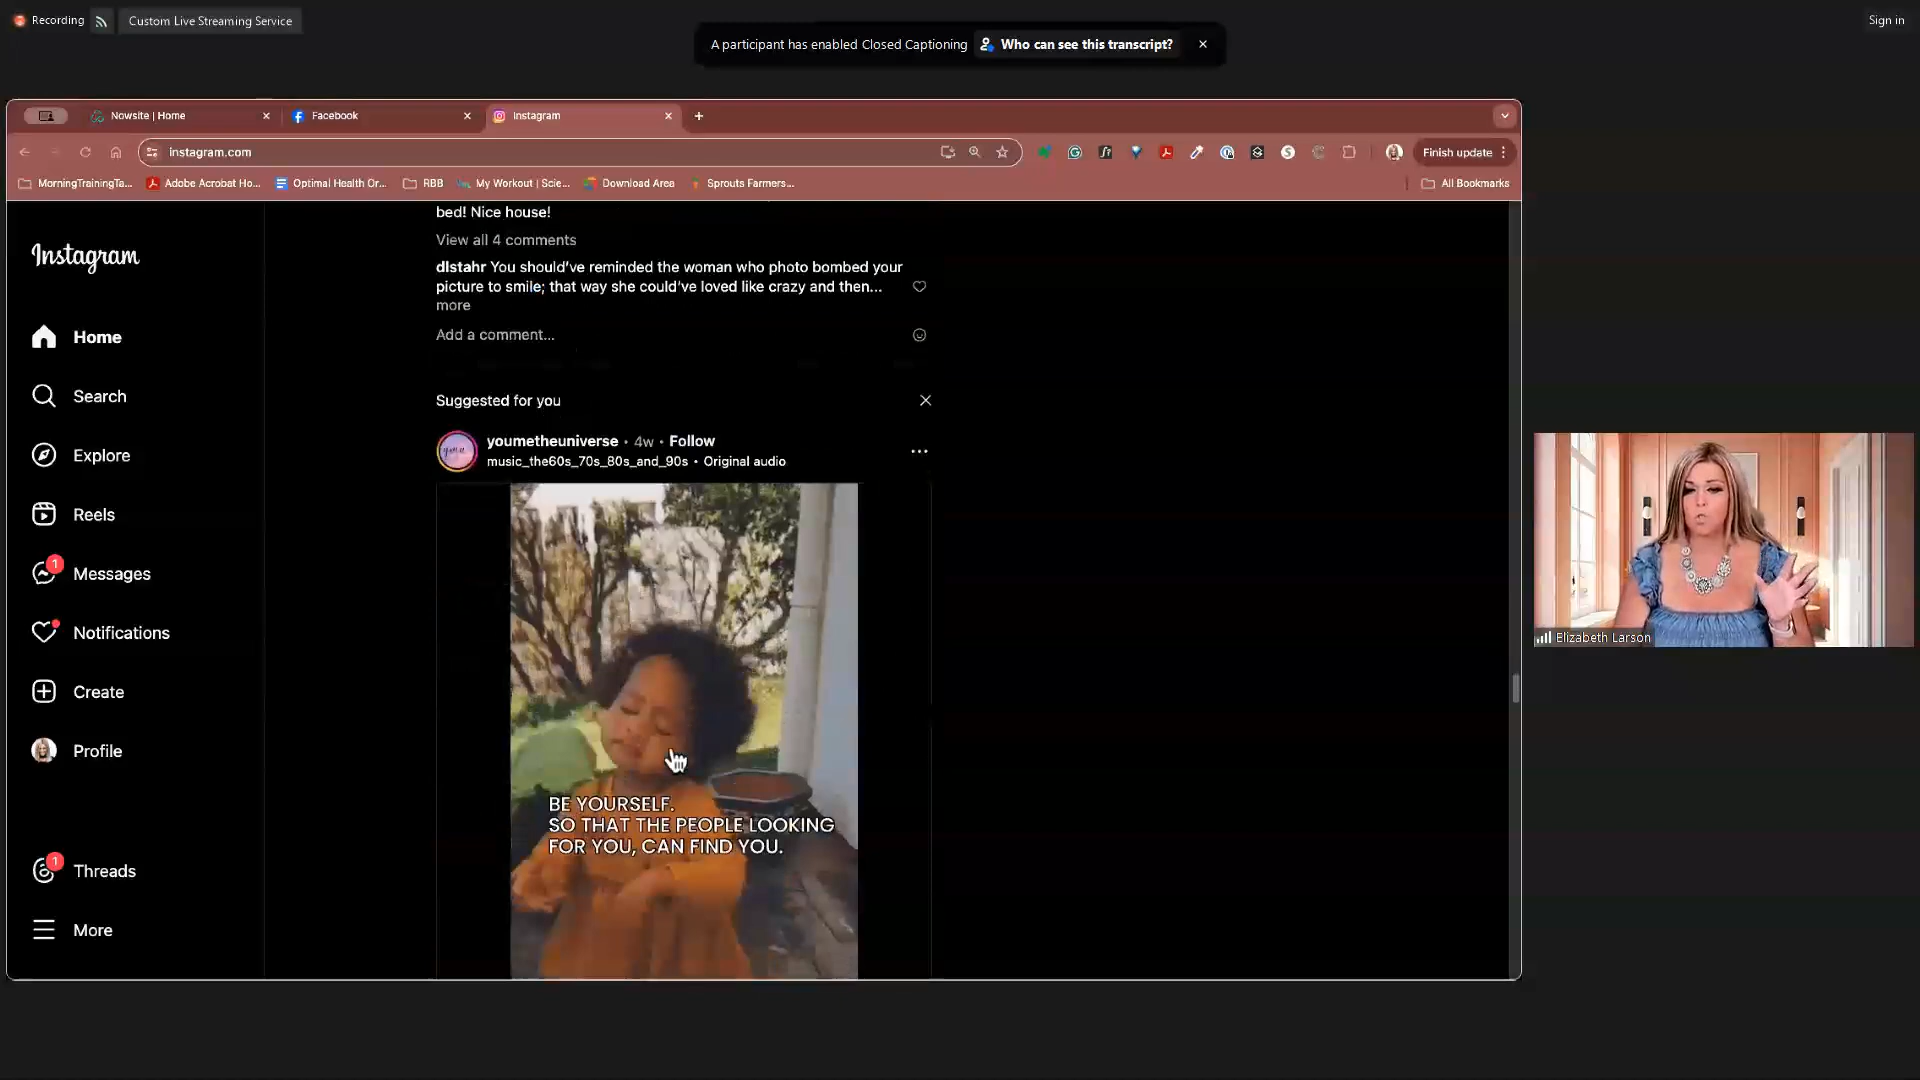 Recording
Custom Live Streaming Service
A participant has enabled Closed Captioning
Who can see this transcript?
Sign in
Nowsite | Home
Facebook
Instagram
instagram.com
Finish update
MorningTrainingTa...
Adobe Acrobat Ho...
Optimal Health Or...
RBB
My Workout | Scie...
Download Area
Sprouts Farmers...
All Bookmarks
Instagram
Home
Search
Explore
Reels
1
Messages
Notifications
Create
Profile
1
Threads
More
bed! Nice house!
View all 4 comments
dlstahr You should've reminded the woman who photo bombed your
picture to smile; that way she could've loved like crazy and then...
more
Add a comment...
Suggested for you
youmetheuniverse • 4w • Follow
music_the60s_70s_80s_and_90s • Original audio
BE YOURSELF.
SO THAT THE PEOPLE LOOKING
FOR YOU, CAN FIND YOU.
Elizabeth Larson